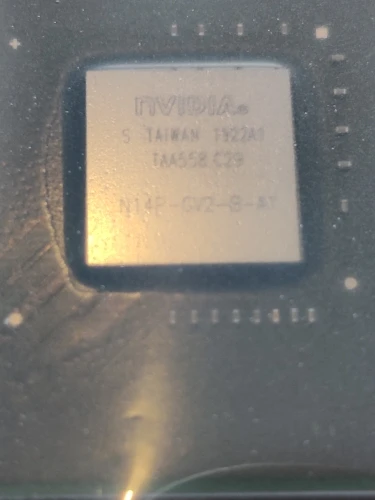 NVIDIA®
S TAIWAN 1922A1
TAA558.C29
N14P-GV2-B-A1